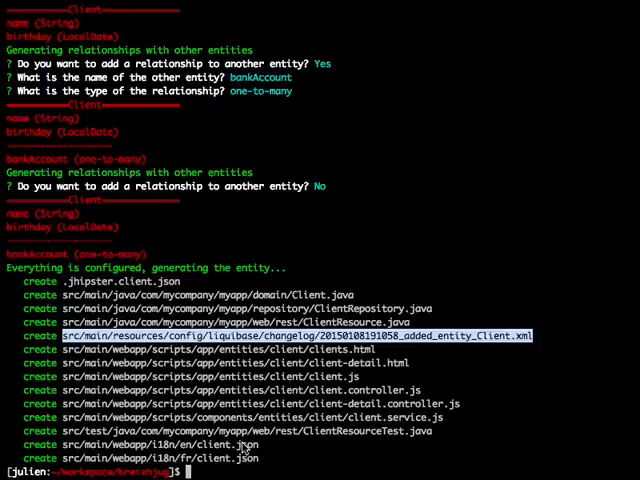 ============Client============
name (String)
birthday (LocalDate)
Generating relationships with other entities
? Do you want to add a relationship to another entity? Yes
? What is the name of the other entity? bankAccount
? What is the type of the relationship? one-to-many
============Client============
name (String)
birthday (LocalDate)
--------------------
bankAccount (one-to-many)
Generating relationships with other entities
? Do you want to add a relationship to another entity? No
============Client============
name (String)
birthday (LocalDate)
--------------------
bankAccount (one-to-many)
Everything is configured, generating the entity...
create .jhipster.client.json
create src/main/java/com/mycompany/myapp/domain/Client.java
create src/main/java/com/mycompany/myapp/repository/ClientRepository.java
create src/main/java/com/mycompany/myapp/web/rest/ClientResource.java
create src/main/resources/config/liquibase/changelog/20150108191058_added_entity_Client.xml
create src/main/webapp/scripts/app/entities/client/clients.html
create src/main/webapp/scripts/app/entities/client/client-detail.html
create src/main/webapp/scripts/app/entities/client/client.js
create src/main/webapp/scripts/app/entities/client/client.controller.js
create src/main/webapp/scripts/app/entities/client/client-detail.controller.js
create src/main/webapp/scripts/components/entities/client/client.service.js
create src/test/java/com/mycompany/myapp/web/rest/ClientResourceTest.java
create src/main/webapp/i18n/en/client.json
create src/main/webapp/i18n/fr/client.json
[julien:~/workspace/breizhjug]$